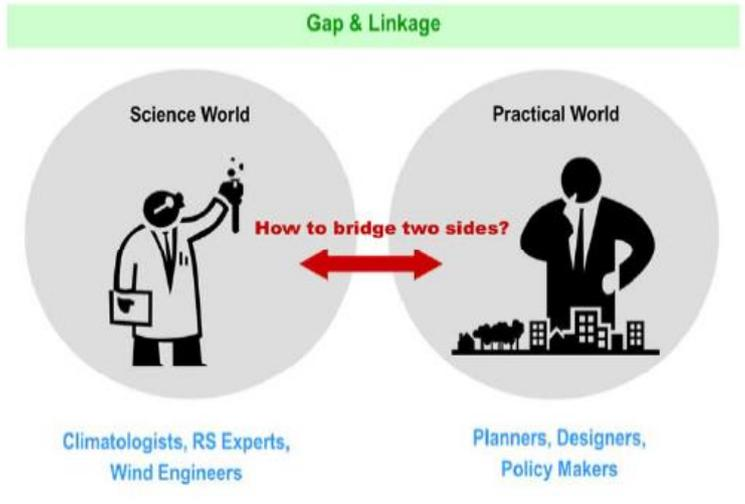 Gap & Linkage
Science World
Practical World
How to bridge two sides?
Climatologists, RS Experts,
Wind Engineers
Planners, Designers,
Policy Makers